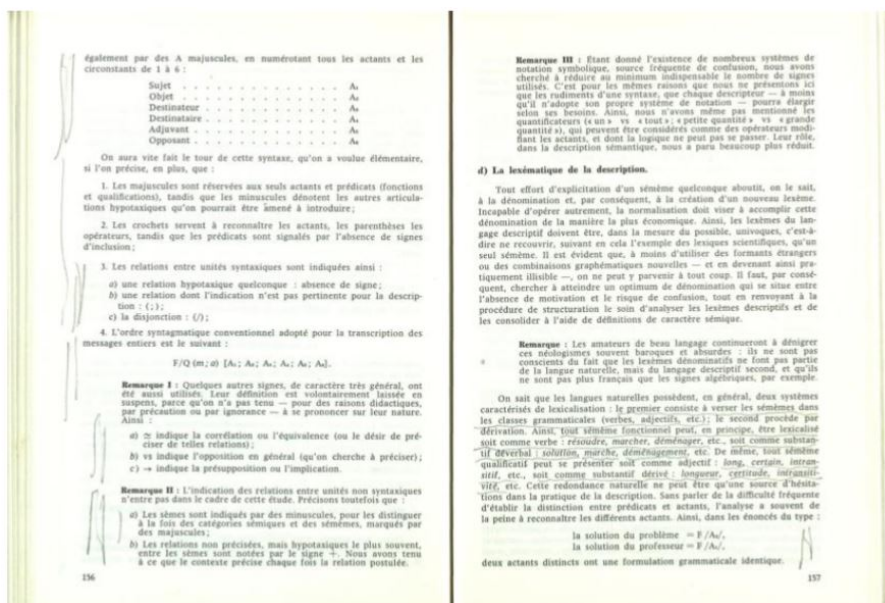 également par des A majuscules, en numérotant tous les actants et les
circonstants de 1 à 6 :
Sujet . . . . . . . . . . . . . A₁
Objet . . . . . . . . . . . . . A₂
Destinateur . . . . . . . . . . . A₃
Destinataire . . . . . . . . . . . A₄
Adjuvant . . . . . . . . . . . . A₅
Opposant . . . . . . . . . . . . A₆
On aura vite fait le tour de cette syntaxe, qu'on a voulue élémentaire,
si l'on précise, en plus, que :
1. Les majuscules sont réservées aux seuls actants et prédicats (fonctions
et qualifications), tandis que les minuscules dénotent les autres articula-
tions hypotaxiques qu'on pourrait être amené à introduire;
2. Les crochets servent à reconnaître les actants, les parenthèses les
opérateurs, tandis que les prédicats sont signalés par l'absence de signes
d'inclusion;
3. Les relations entre unités syntaxiques sont indiquées ainsi :
a) une relation hypotaxique quelconque : absence de signe;
b) une relation dont l'indication n'est pas pertinente pour la descrip-
tion : (;);
c) la disjonction : (/);
4. L'ordre syntagmatique conventionnel adopté pour la transcription des
messages entiers est le suivant :
F/Q (m; a) [A₁; A₂; A₃; A₄; A₅; A₆].
Remarque I : Quelques autres signes, de caractère très général, ont
été aussi utilisés. Leur définition est volontairement laissée en
suspens, parce qu'on n'a pas tenu — pour des raisons didactiques,
par précaution ou par ignorance — à se prononcer sur leur nature.
Ainsi :
a) ≃ indique la corrélation ou l'équivalence (ou le désir de pré-
ciser de telles relations);
b) vs indique l'opposition en général (qu'on cherche à préciser);
c) → indique la présupposition ou l'implication.
Remarque II : L'indication des relations entre unités non syntaxiques
n'entre pas dans le cadre de cette étude. Précisons toutefois que :
a) Les sèmes sont indiqués par des minuscules, pour les distinguer
à la fois des catégories sémiques et des sémèmes, marqués par
des majuscules;
b) Les relations non précisées, mais hypotaxiques le plus souvent,
entre les sèmes sont notées par le signe +. Nous avons tenu
à ce que le contexte précise chaque fois la relation postulée.
156
Remarque III : Étant donné l'existence de nombreux systèmes de
notation symbolique, source fréquente de confusion, nous avons
cherché à réduire au minimum indispensable le nombre de signes
utilisés. C'est pour les mêmes raisons que nous ne présentons ici
que les rudiments d'une syntaxe, que chaque descripteur — à moins
qu'il n'adopte son propre système de notation — pourra élargir
selon ses besoins. Ainsi, nous n'avons même pas mentionné les
quantificateurs (« un » vs « tout »; « petite quantité » vs « grande
quantité »), qui peuvent être considérés comme des opérateurs modi-
fiant les actants, et dont la logique ne peut pas se passer. Leur rôle,
dans la description sémantique, nous a paru beaucoup plus réduit.
d) La lexématique de la description.
Tout effort d'explicitation d'un sémème quelconque aboutit, on le sait,
à la dénomination et, par conséquent, à la création d'un nouveau lexème.
Incapable d'opérer autrement, la normalisation doit viser à accomplir cette
dénomination de la manière la plus économique. Ainsi, les lexèmes du lan-
gage descriptif doivent être, dans la mesure du possible, univoques, c'est-à-
dire ne recouvrir, suivant en cela l'exemple des lexiques scientifiques, qu'un
seul sémème. Il est évident que, à moins d'utiliser des formants étrangers
ou des combinaisons graphématiques nouvelles — et en devenant ainsi pra-
tiquement illisible —, on ne peut y parvenir à tout coup. Il faut, par consé-
quent, chercher à atteindre un optimum de dénomination qui se situe entre
l'absence de motivation et le risque de confusion, tout en renvoyant à la
procédure de structuration le soin d'analyser les lexèmes descriptifs et de
les consolider à l'aide de définitions de caractère sémique.
Remarque : Les amateurs de beau langage continueront à dénigrer
ces néologismes souvent baroques et absurdes : ils ne sont pas
conscients du fait que les lexèmes dénominatifs ne font pas partie
de la langue naturelle, mais du langage descriptif second, et qu'ils
ne sont pas plus français que les signes algébriques, par exemple.
On sait que les langues naturelles possèdent, en général, deux systèmes
caractérisés de lexicalisation : le premier consiste à verser les sémèmes dans
les classes grammaticales (verbes, adjectifs, etc.); le second procède par
dérivation. Ainsi, tout sémème fonctionnel peut, en principe, être lexicalisé
soit comme verbe : résoudre, marcher, déménager, etc., soit comme substan-
tif déverbal : solution, marche, déménagement, etc. De même, tout sémème
qualificatif peut se présenter soit comme adjectif : long, certain, intran-
sitif, etc., soit comme substantif dérivé : longueur, certitude, intransiti-
vité, etc. Cette redondance naturelle ne peut être qu'une source d'hésita-
tions dans la pratique de la description. Sans parler de la difficulté fréquente
d'établir la distinction entre prédicats et actants, l'analyse a souvent de
la peine à reconnaître les différents actants. Ainsi, dans les énoncés du type :
la solution du problème = F/A₂/,
la solution du professeur = F/A₁/,
deux actants distincts ont une formulation grammaticale identique.
157